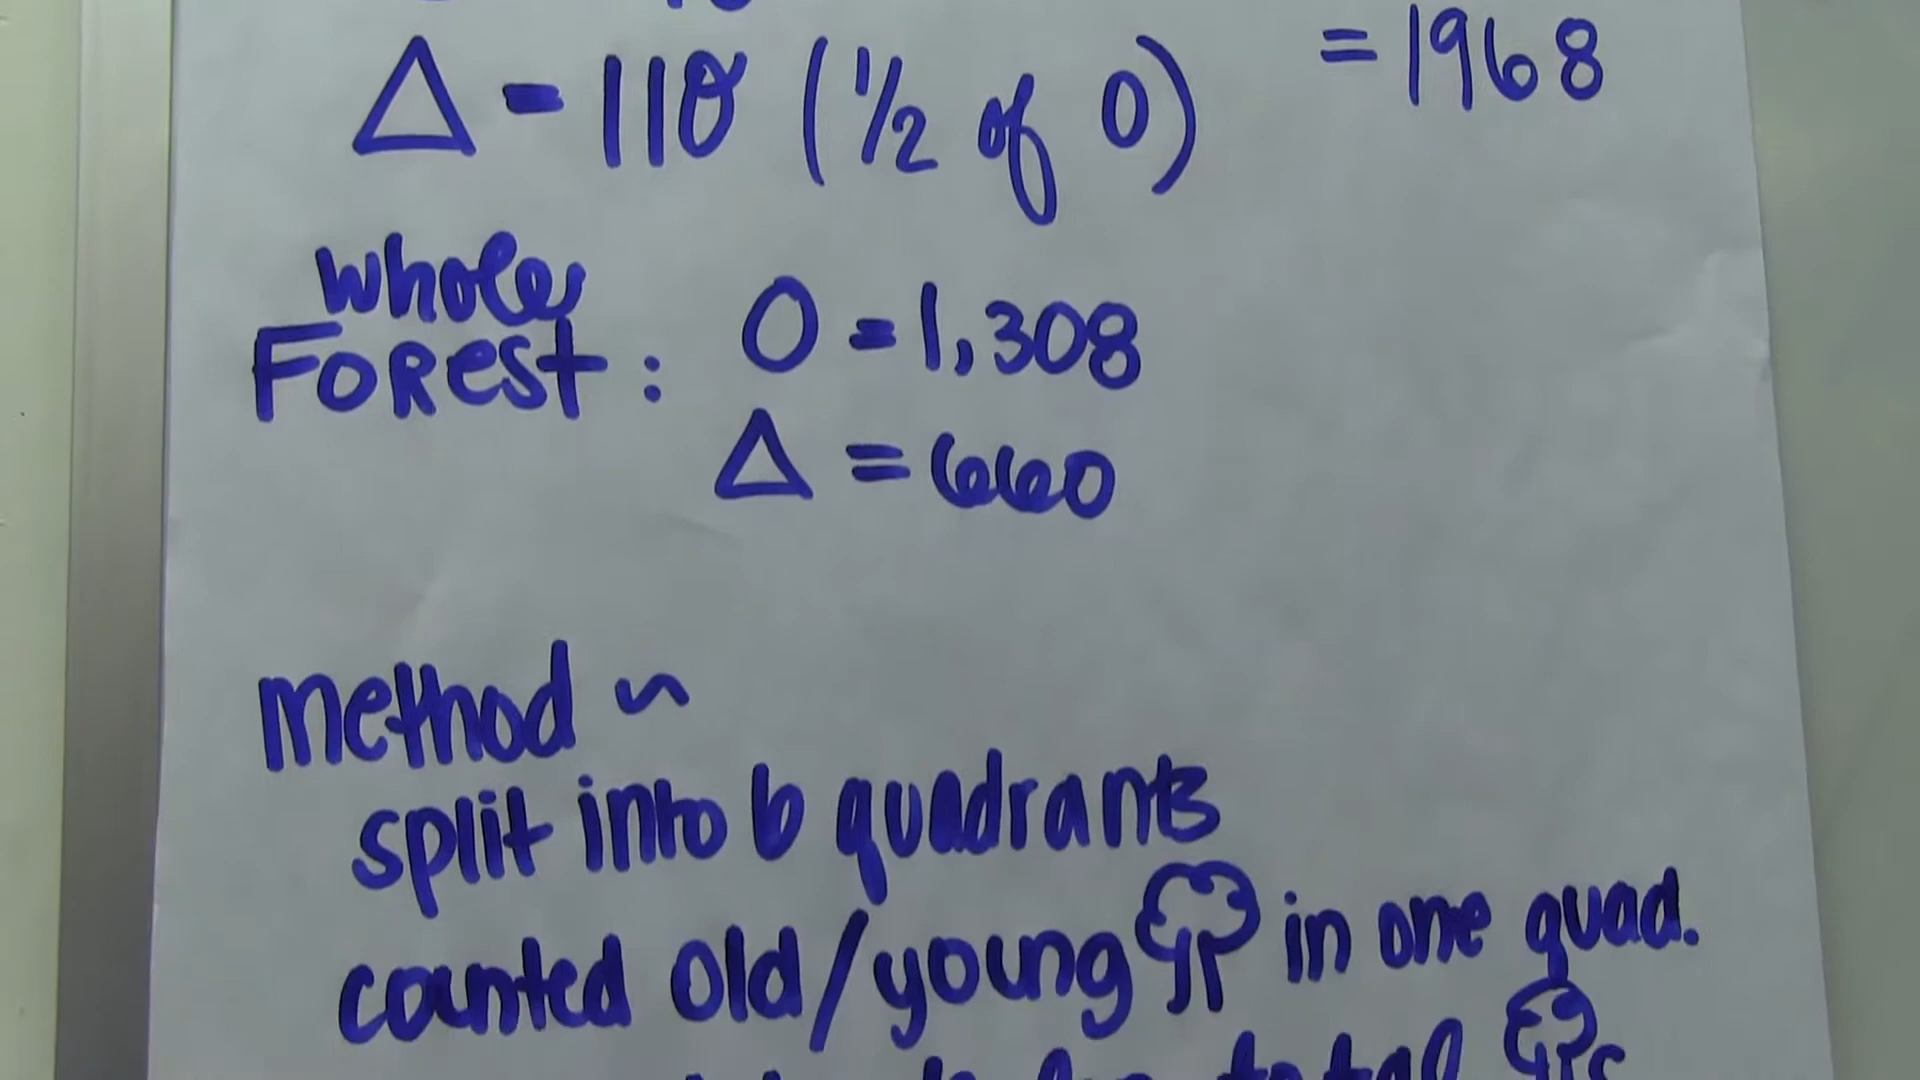 = 1968
Δ - 110 (1/2 of O)
whole
FOREST : O = 1,308
Δ = 660
method ~
split into 6 quadrants
counted old/young in one quad.
total